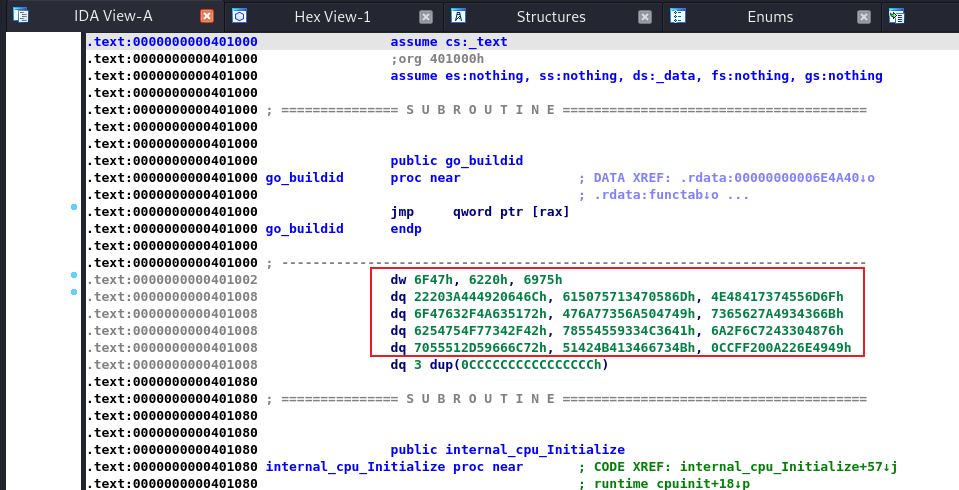 IDA View-A Hex View-1 Structures Enums
.text:0000000000401000 assume cs:_text
.text:0000000000401000 ;org 401000h
.text:0000000000401000 assume es:nothing, ss:nothing, ds:_data, fs:nothing, gs:nothing
.text:0000000000401000
.text:0000000000401000 ; =============== S U B R O U T I N E =======================================
.text:0000000000401000
.text:0000000000401000
.text:0000000000401000 public go_buildid
.text:0000000000401000 go_buildid proc near ; DATA XREF: .rdata:00000000006E4A40↓o
.text:0000000000401000 ; .rdata:functab↓o ...
.text:0000000000401000 jmp qword ptr [rax]
.text:0000000000401000 go_buildid endp
.text:0000000000401000
.text:0000000000401000 ; ---------------------------------------------------------------------------
.text:0000000000401002 dw 6F47h, 6220h, 6975h
.text:0000000000401008 dq 22203A444920646Ch, 615075713470586Dh, 4E48417374556D6Fh
.text:0000000000401008 dq 6F47632F4A635172h, 476A77356A504749h, 7365627A4934366Bh
.text:0000000000401008 dq 6254754F77342F42h, 78554559334C3641h, 6A2F6C7243304876h
.text:0000000000401008 dq 7055512D59666C72h, 51424B413466734Bh, 0CCFF200A226E4949h
.text:0000000000401008 dq 3 dup(0CCCCCCCCCCCCCCCCh)
.text:0000000000401080
.text:0000000000401080 ; =============== S U B R O U T I N E =======================================
.text:0000000000401080
.text:0000000000401080
.text:0000000000401080 public internal_cpu_Initialize
.text:0000000000401080 internal_cpu_Initialize proc near ; CODE XREF: internal_cpu_Initialize+57↓j
.text:0000000000401080 ; runtime_cpuinit+18↓p